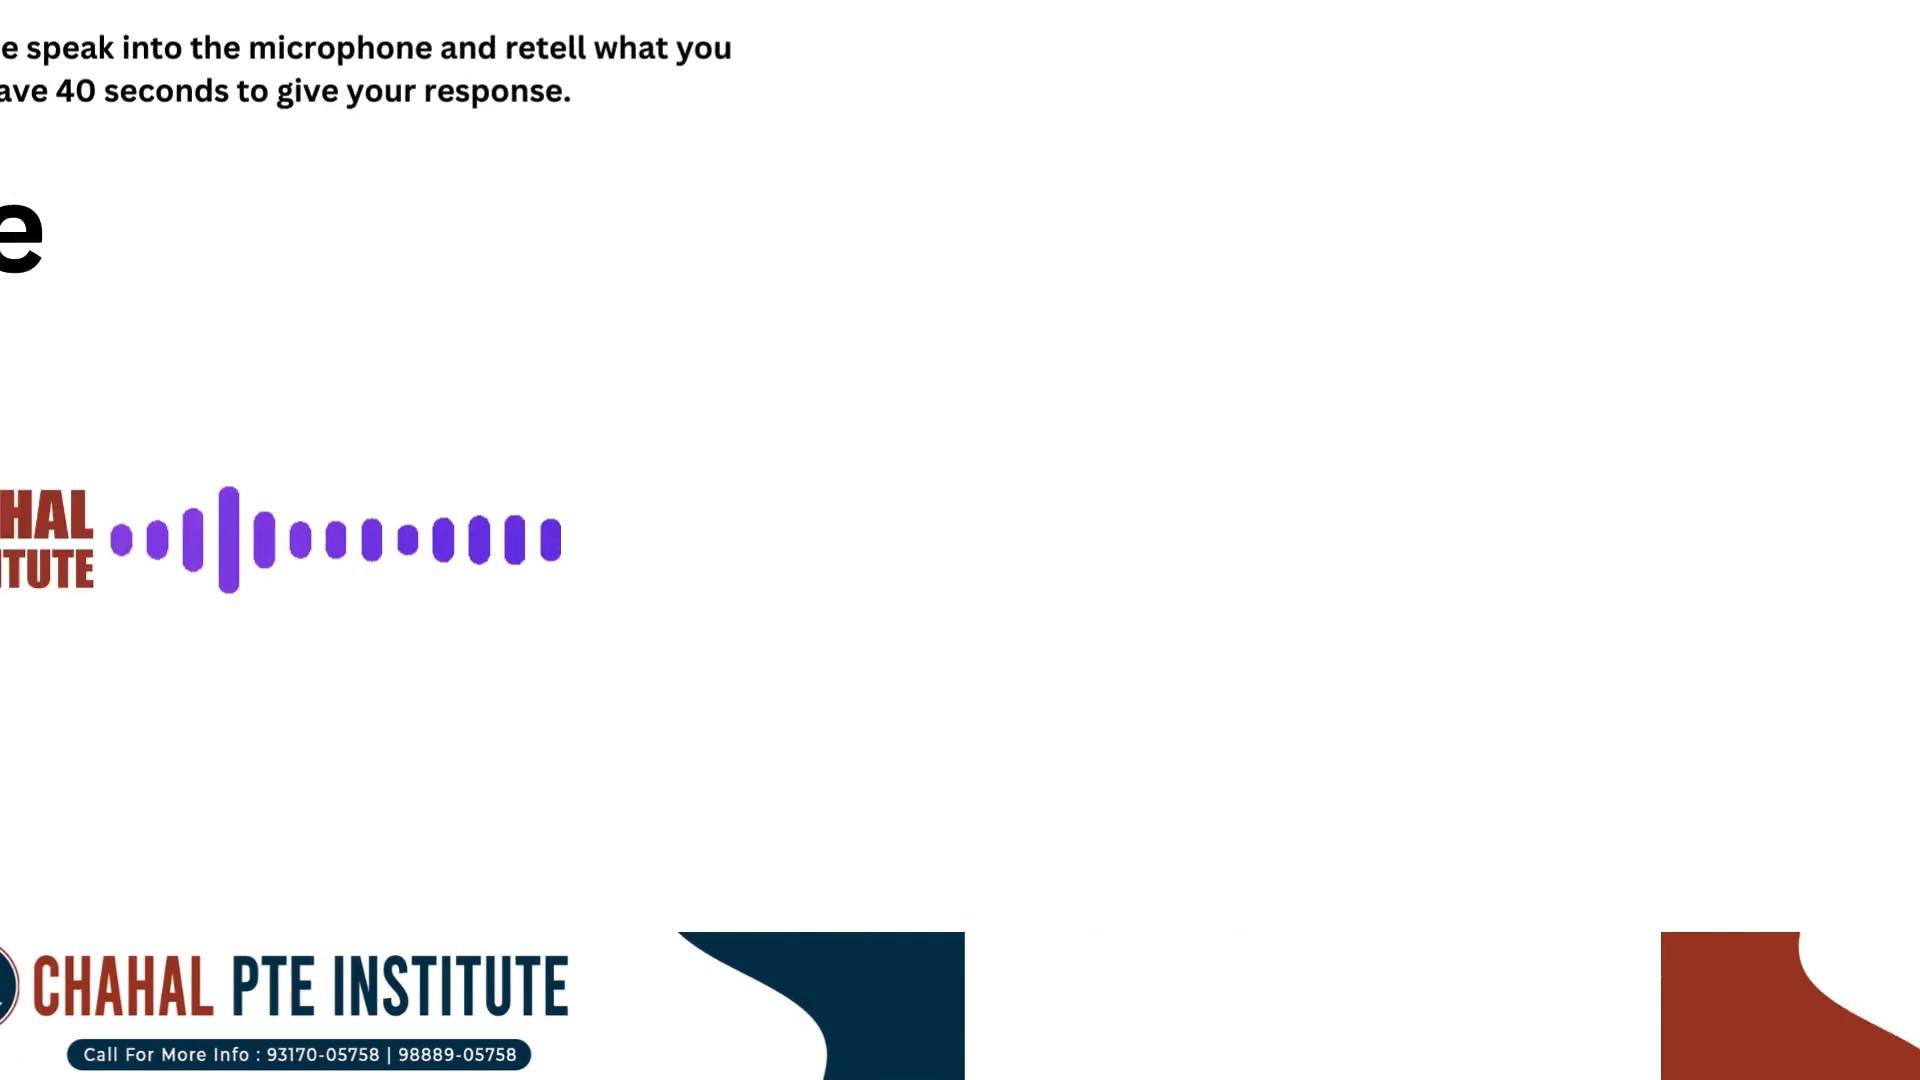 e speak into the microphone and retell what you
ave 40 seconds to give your response.
e
HAL
TUTE
CHAHAL PTE INSTITUTE
Call For More Info : 93170-05758 | 98889-05758